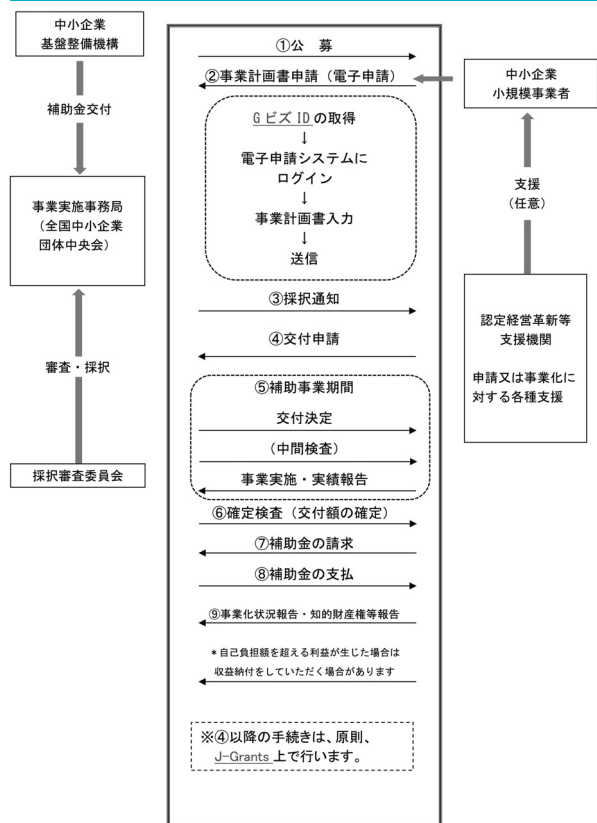 中小企業
基盤整備機構
補助金交付
事業実施事務局
（全国中小企業
団体中央会）
審査・採択
採択審査委員会
①公　募
②事業計画書申請（電子申請）
GビズIDの取得
↓
電子申請システムに
ログイン
↓
事業計画書入力
↓
送信
③採択通知
④交付申請
⑤補助事業期間
交付決定
（中間検査）
事業実施・実績報告
⑥確定検査（交付額の確定）
⑦補助金の請求
⑧補助金の支払
⑨事業化状況報告・知的財産権等報告
＊自己負担額を超える利益が生じた場合は
収益納付をしていただく場合があります
※④以降の手続きは、原則、
J-Grants上で行います。
中小企業
小規模事業者
支援
（任意）
認定経営革新等
支援機関
申請又は事業化に
対する各種支援